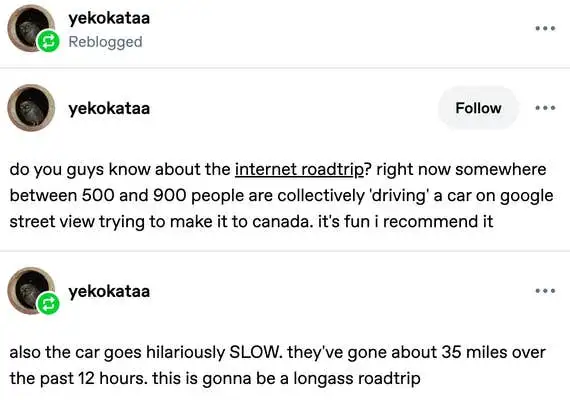 yekokataa
Reblogged
yekokataa
Follow
do you guys know about the internet roadtrip? right now somewhere
between 500 and 900 people are collectively 'driving' a car on google
street view trying to make it to canada. it's fun i recommend it
yekokataa
also the car goes hilariously SLOW. they've gone about 35 miles over
the past 12 hours. this is gonna be a longass roadtrip